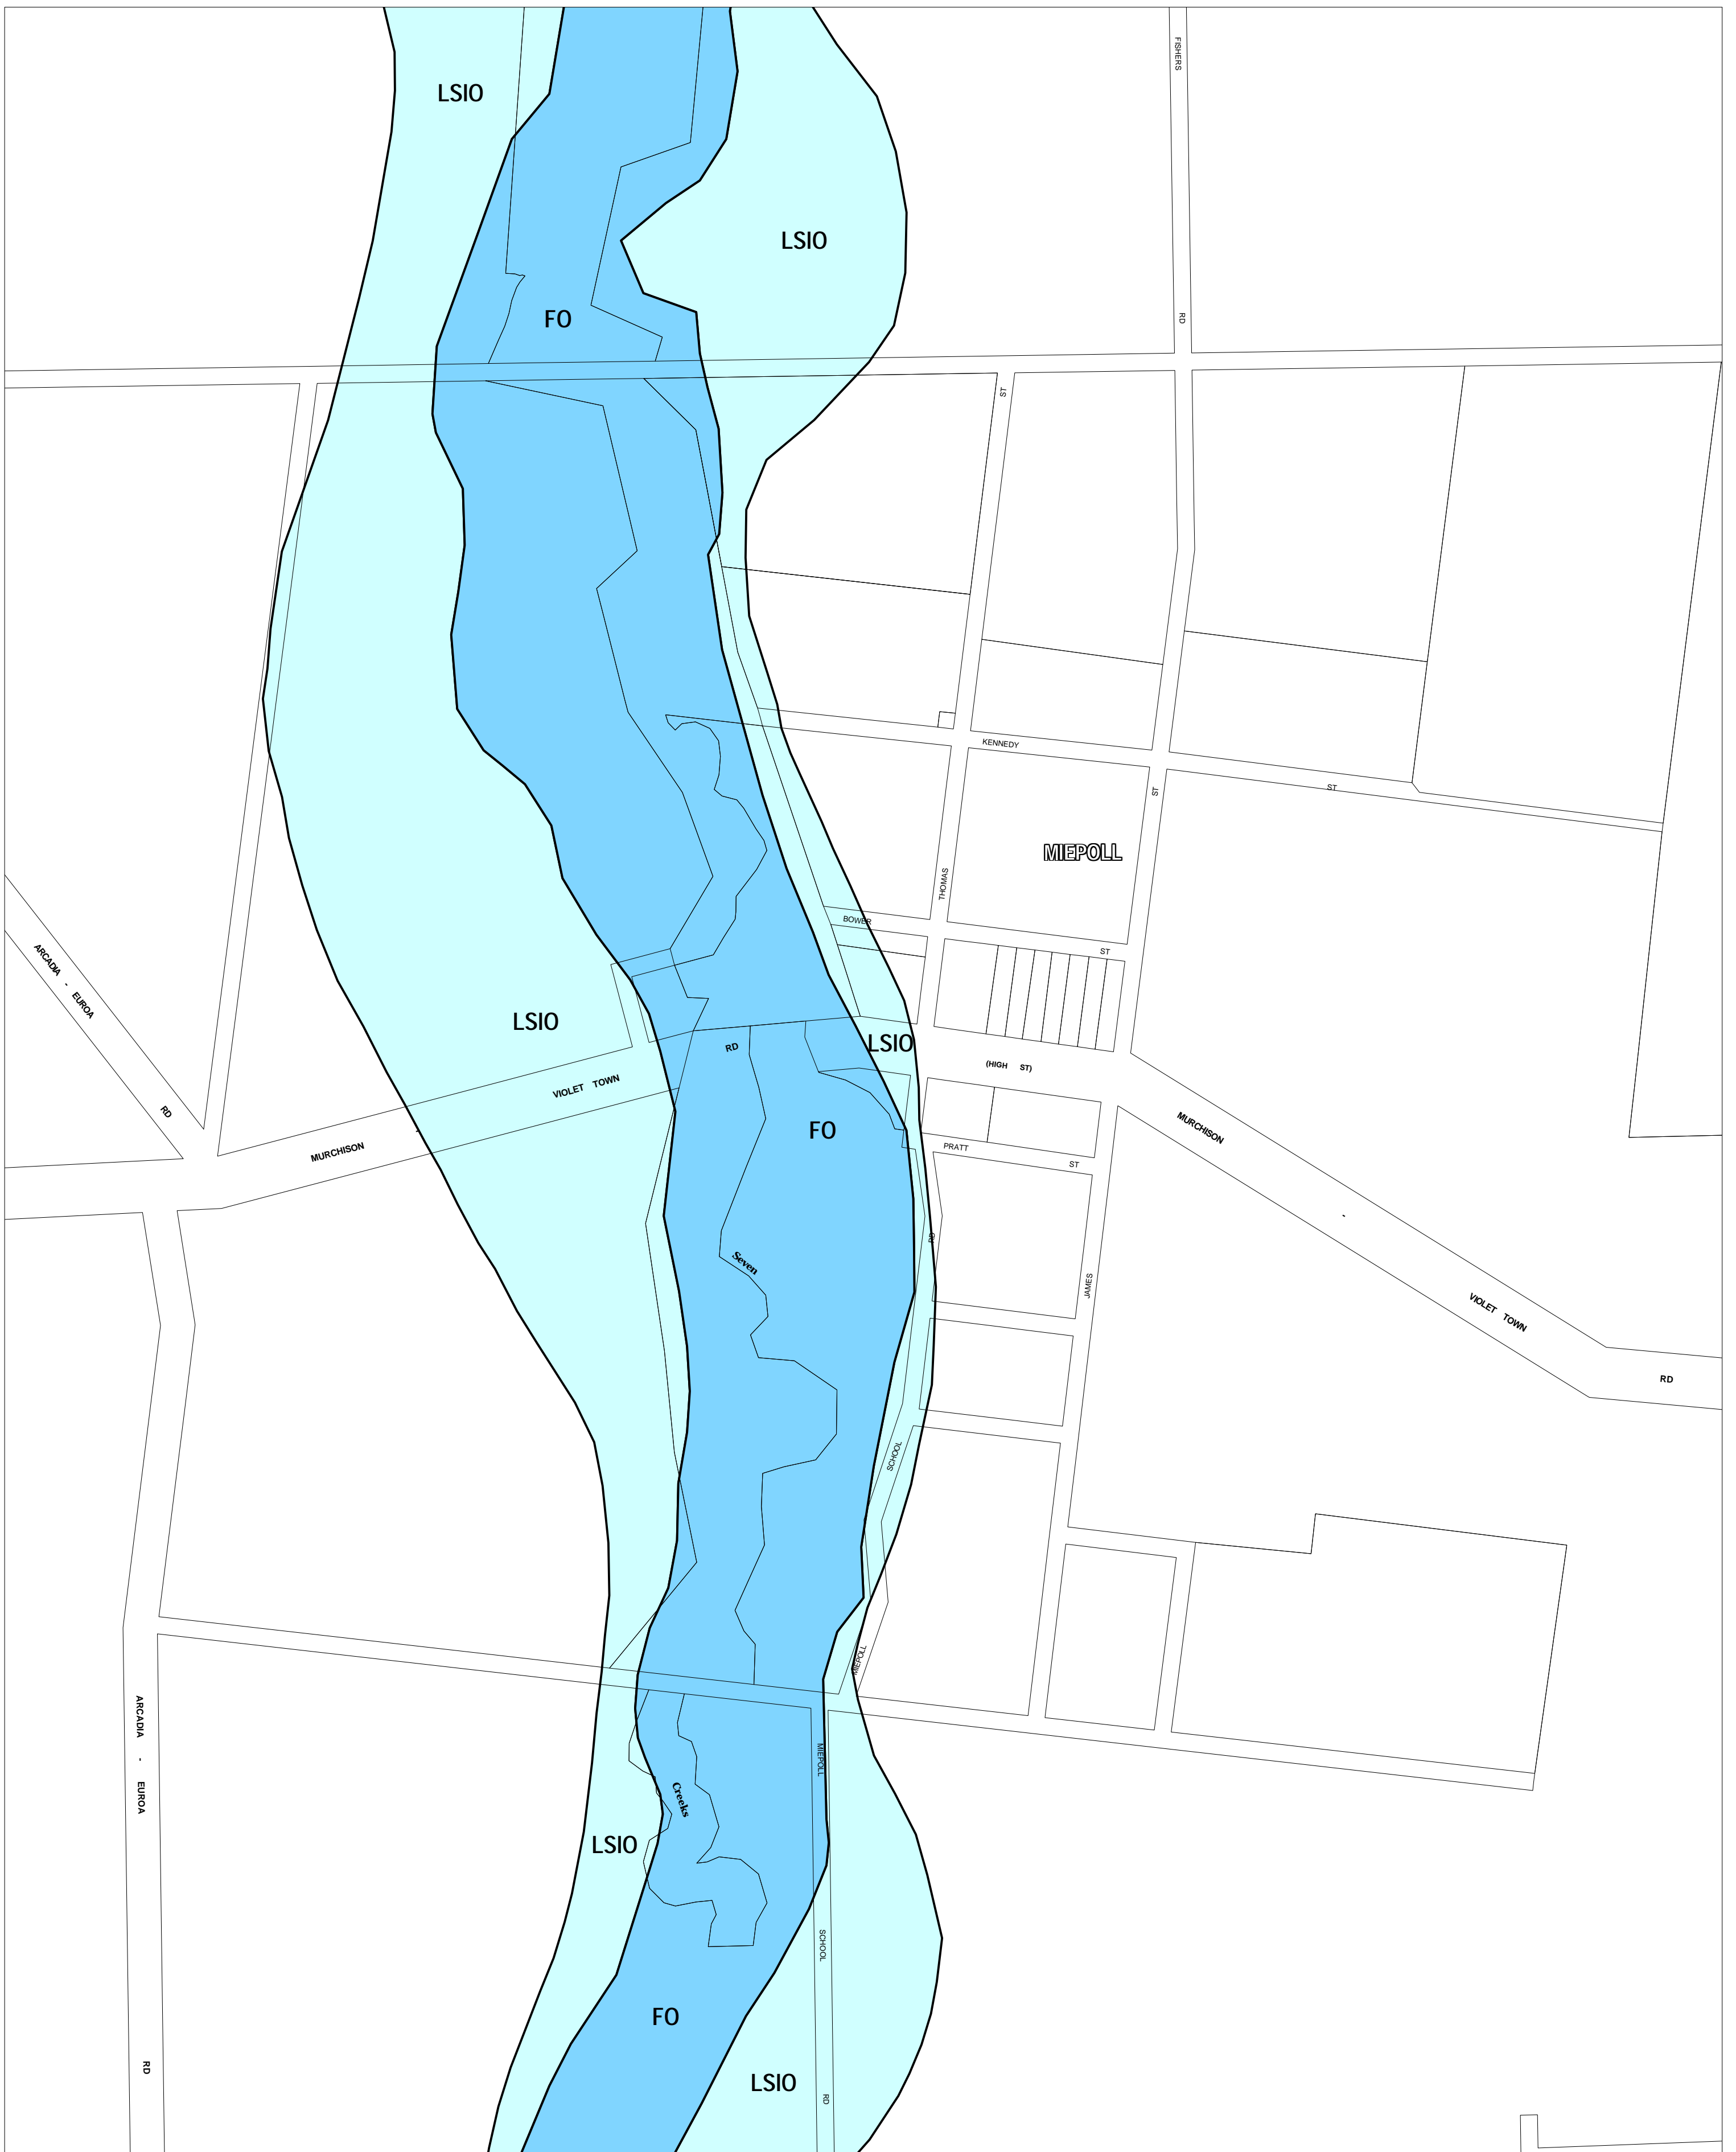 FISHERS
LSIO
LSIO
RD
FO
ST
KENNEDY
ST
ST
MIEPOLL
THOMAS
BOWER
ST
ARCADIA - EUROA
RD
LSIO
LSIO
RD
(HIGH ST)
VIOLET TOWN
MURCHISON
-
FO
MURCHISON
-
VIOLET TOWN
RD
PRATT
ST
RD
JAMES
Seven
SCHOOL
MIEPOLL
ARCADIA - EUROA
RD
MIEPOLL
Creeks
LSIO
SCHOOL
FO
LSIO
RD